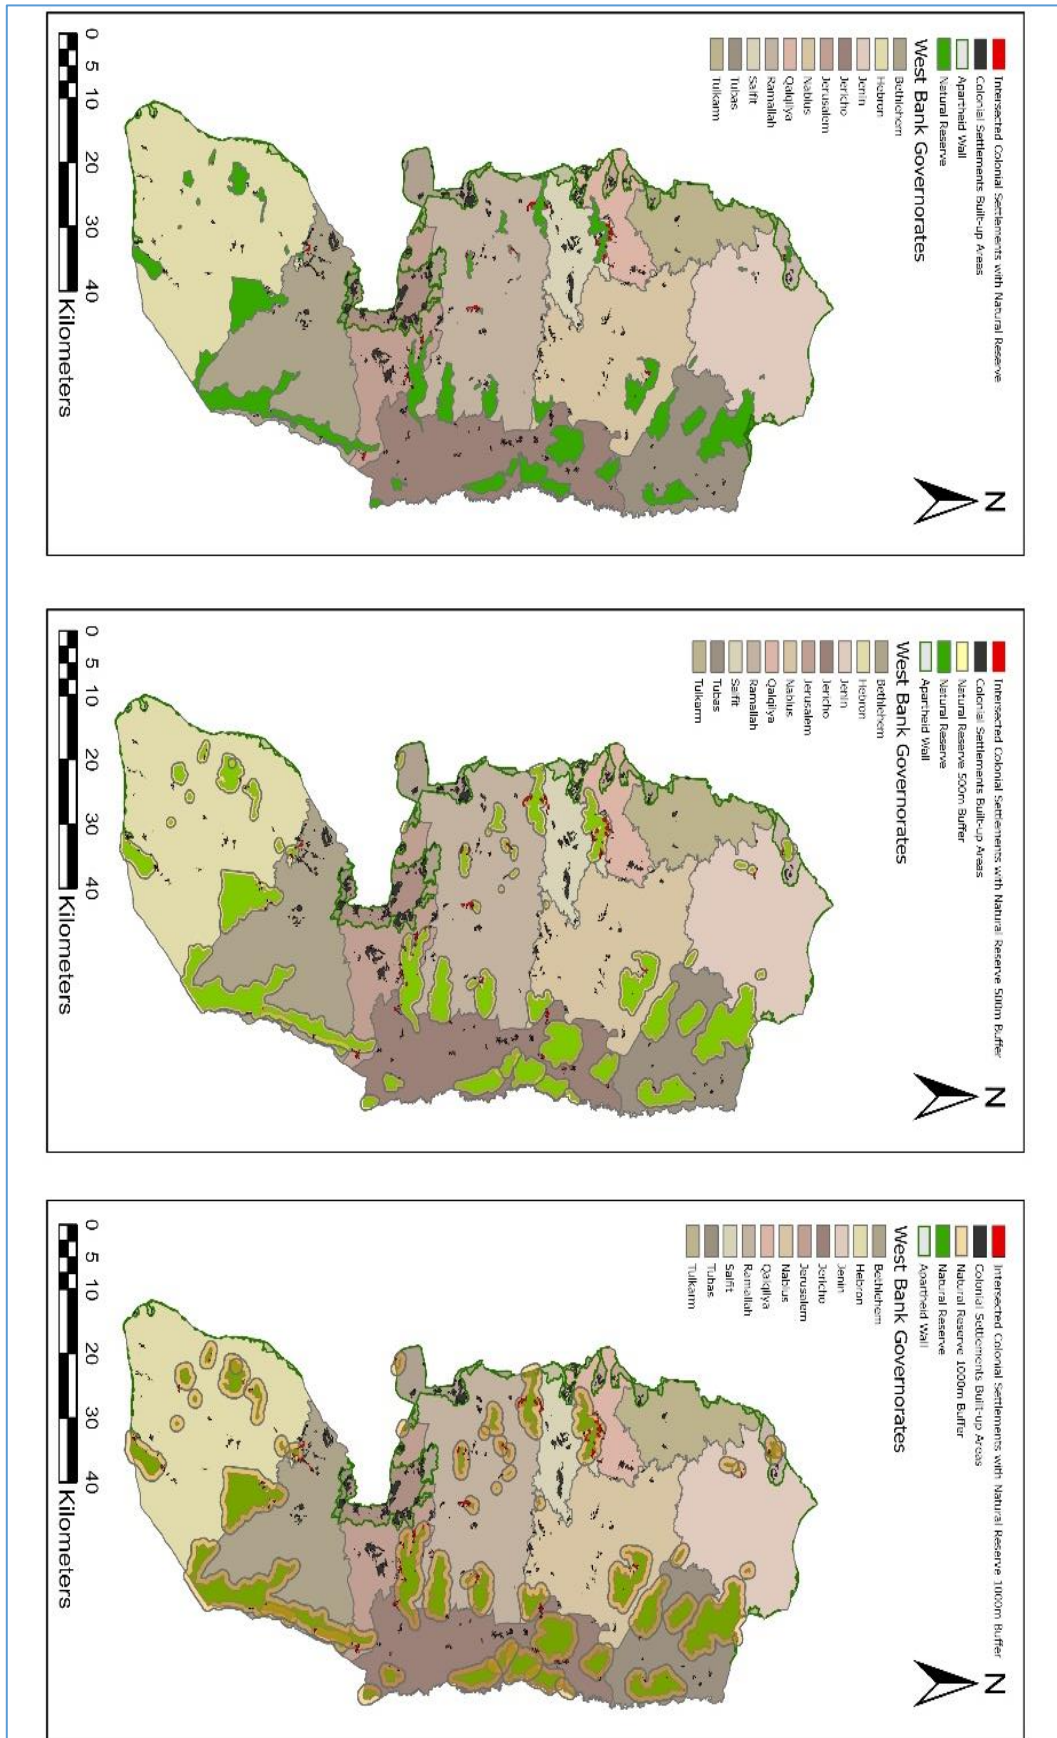 Intersected Colonial Settlements with Natural Reserve
Colonial Settlements Built-up Areas
Apartheid Wall
Natural Reserve
West Bank Governorates
Bethlehem
Hebron
Jenin
Jericho
Jerusalem
Nablus
Qalqiliya
Ramallah
Salfit
Tubas
Tulkarm
N
0 5 10 20 30 40
Kilometers
Intersected Colonial Settlements with Natural Reserve 500m Buffer
Colonial Settlements Built-up Areas
Natural Reserve 500m Buffer
Natural Reserve
Apartheid Wall
West Bank Governorates
Bethlehem
Hebron
Jenin
Jericho
Jerusalem
Nablus
Qalqiliya
Ramallah
Salfit
Tubas
Tulkarm
N
0 5 10 20 30 40
Kilometers
Intersected Colonial Settlements with Natural Reserve 1000m Buffer
Colonial Settlements Built-up Areas
Natural Reserve 1000m Buffer
Natural Reserve
Apartheid Wall
West Bank Governorates
Bethlehem
Hebron
Jenin
Jericho
Jerusalem
Nablus
Qalqiliya
Ramallah
Salfit
Tubas
Tulkarm
N
0 5 10 20 30 40
Kilometers